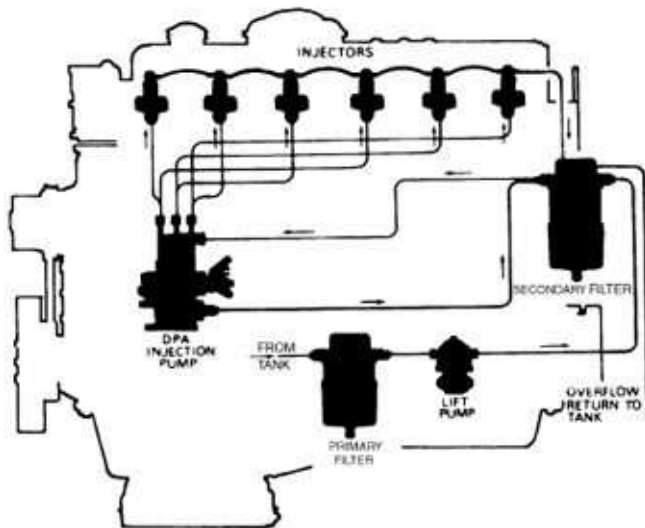 INJECTORS
SECONDARY FILTER
DPA
INJECTION
PUMP
FROM
TANK
LIFT
PUMP
OVERFLOW
RETURN TO
TANK
PRIMARY
FILTER